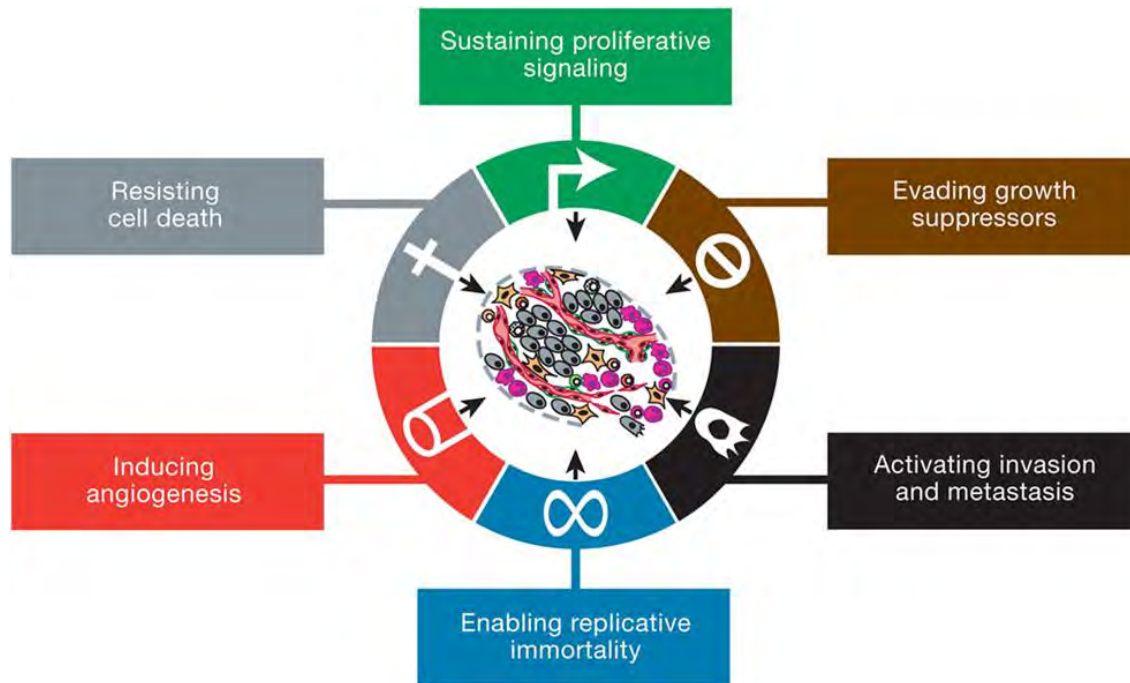 Sustaining proliferative
signaling
Resisting
cell death
Evading growth
suppressors
Inducing
angiogenesis
Activating invasion
and metastasis
Enabling replicative
immortality